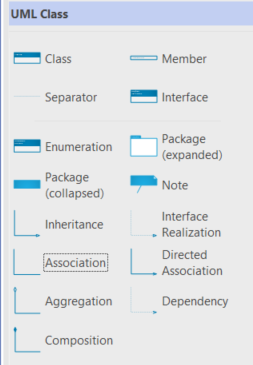 UML Class
Class
Member
Separator
Interface
Enumeration
Package
(expanded)
Package
(collapsed)
Note
Inheritance
Interface
Realization
Association
Directed
Association
Aggregation
Dependency
Composition